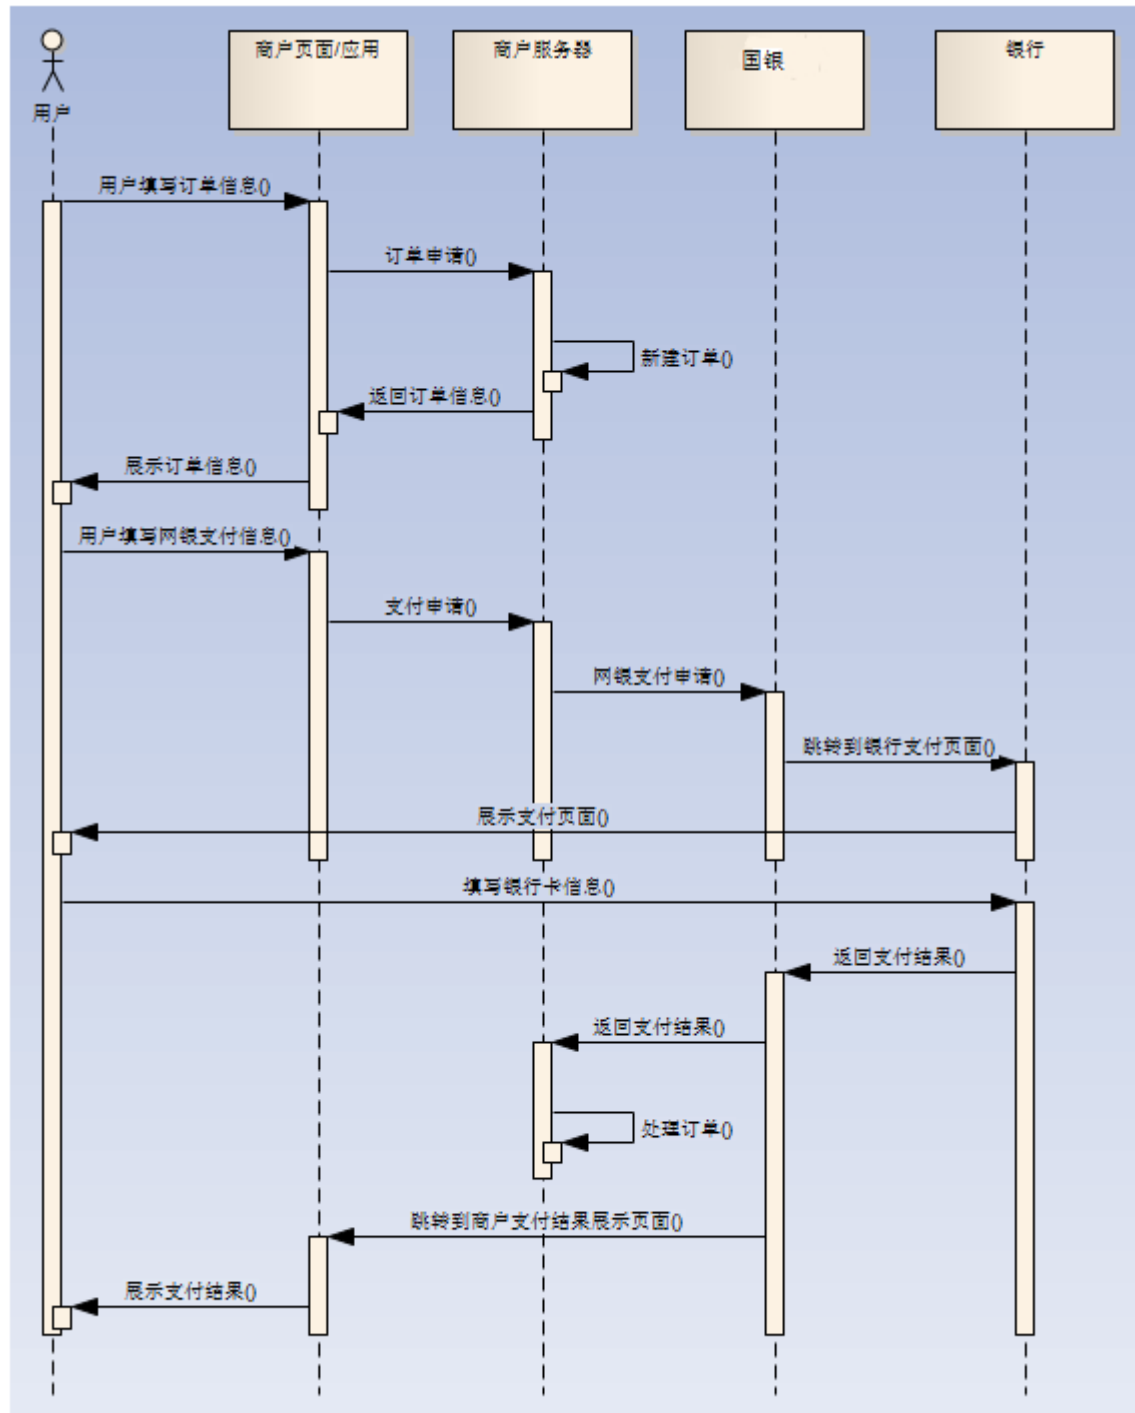 商户页面/应用
商户服务器
国银
银行
用户
用户填写订单信息()
订单申请()
新建订单()
返回订单信息()
展示订单信息()
用户填写网银支付信息()
支付申请()
网银支付申请()
跳转到银行支付页面()
展示支付页面()
填写银行卡信息()
返回支付结果()
返回支付结果()
处理订单()
跳转到商户支付结果展示页面()
展示支付结果()